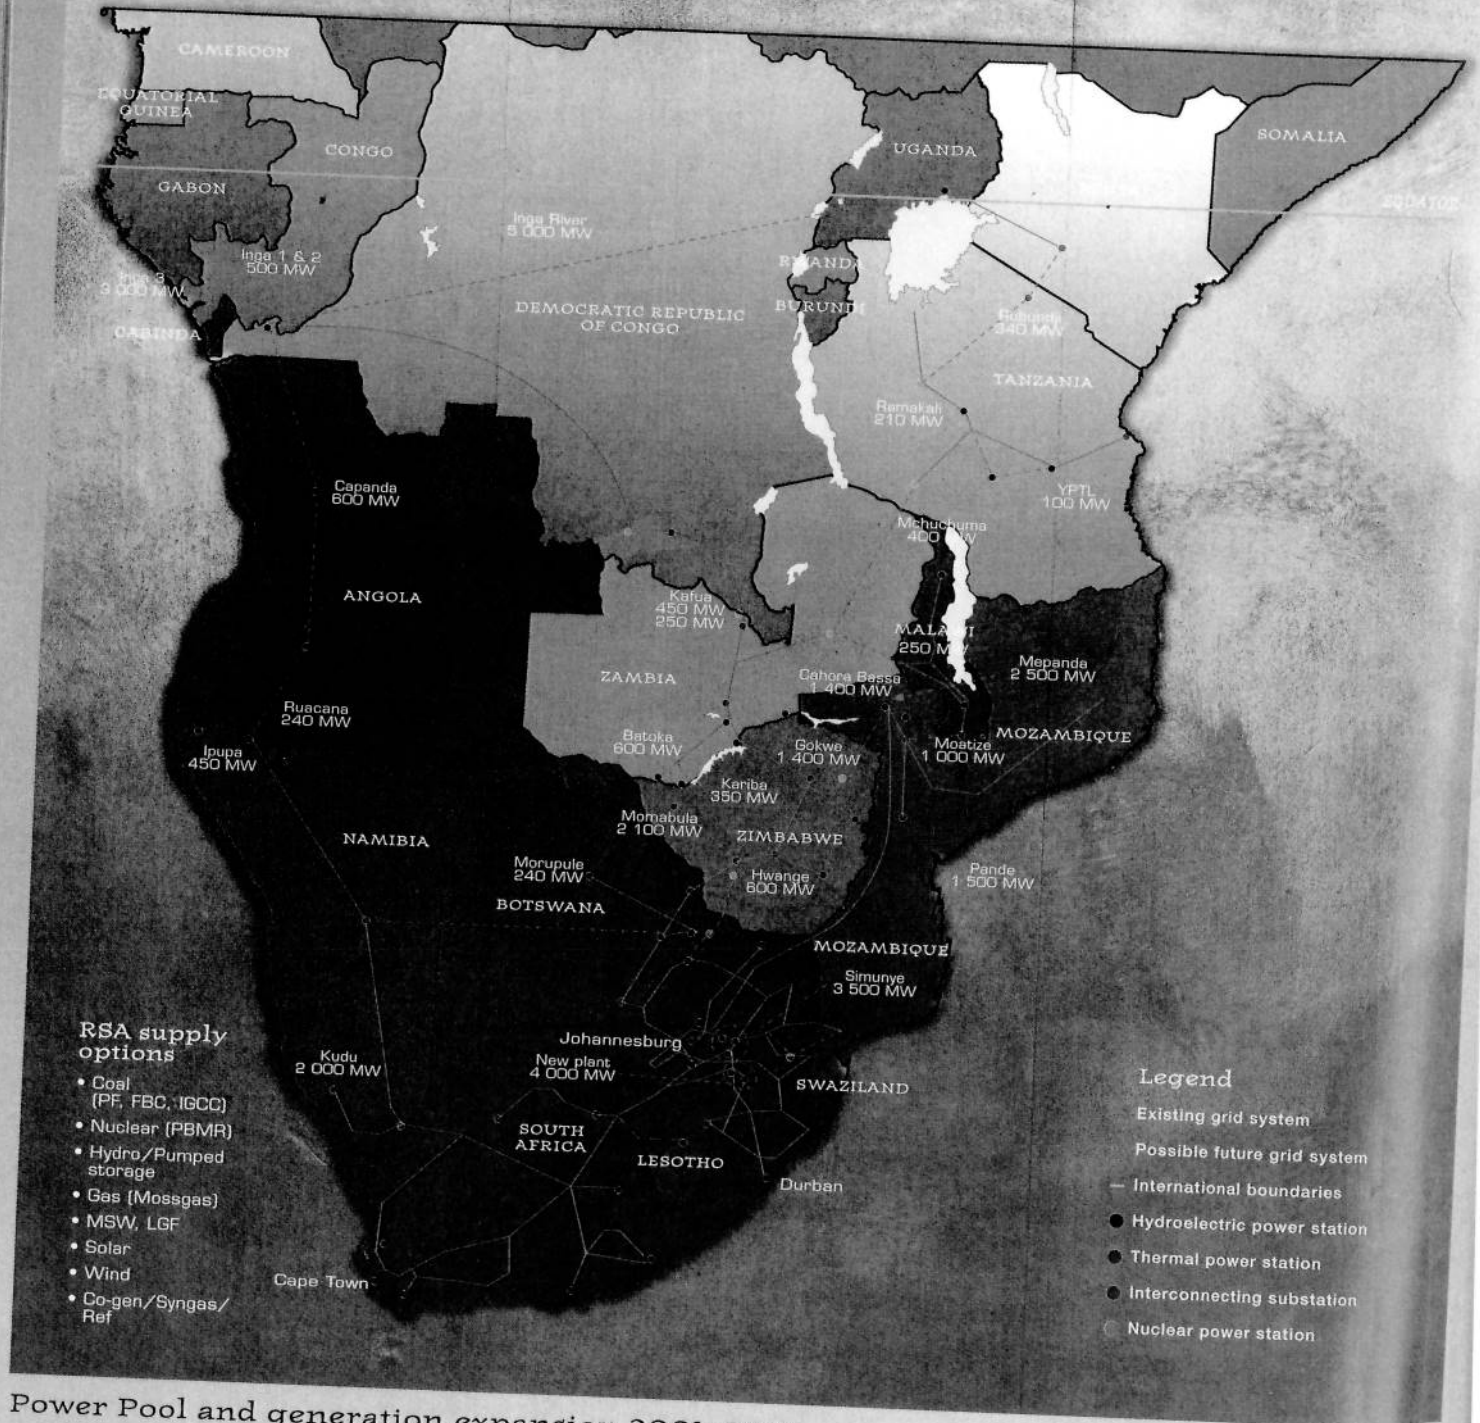 CAMEROON
EQUATORIAL
GUINEA
CONGO
GABON
UGANDA
SOMALIA
EQUATOR
Inga River
5 000 MW
Inga 1 & 2
500 MW
Inga 3
3 000 MW
RWANDA
BURUNDI
CABINDA
DEMOCRATIC REPUBLIC
OF CONGO
340 MW
TANZANIA
Ramakali
210 MW
Capanda
600 MW
YPTL
100 MW
Mchuchuma
400 MW
ANGOLA
Kafua
450 MW
250 MW
MALAWI
250 MW
Mepanda
2 500 MW
ZAMBIA
Cahora Bassa
1 400 MW
Ruacana
240 MW
Ipupa
450 MW
Batoka
600 MW
Gokwe
1 400 MW
Moatize
1 000 MW
MOZAMBIQUE
Kariba
350 MW
Momabula
2 100 MW
ZIMBABWE
NAMIBIA
Morupule
240 MW
Hwange
600 MW
Pande
1 500 MW
BOTSWANA
MOZAMBIQUE
Simunye
3 500 MW
Johannesburg
New plant
4 000 MW
Kudu
2 000 MW
SWAZILAND
SOUTH
AFRICA
LESOTHO
Durban
Cape Town
RSA supply
options
• Coal
(PF, FBC, IGCC)
• Nuclear (PBMR)
• Hydro/Pumped
storage
• Gas (Mossgas)
• MSW, LGF
• Solar
• Wind
• Co-gen/Syngas/
Ref
Legend
Existing grid system
Possible future grid system
International boundaries
Hydroelectric power station
Thermal power station
Interconnecting substation
Nuclear power station
Power Pool and generation expansion